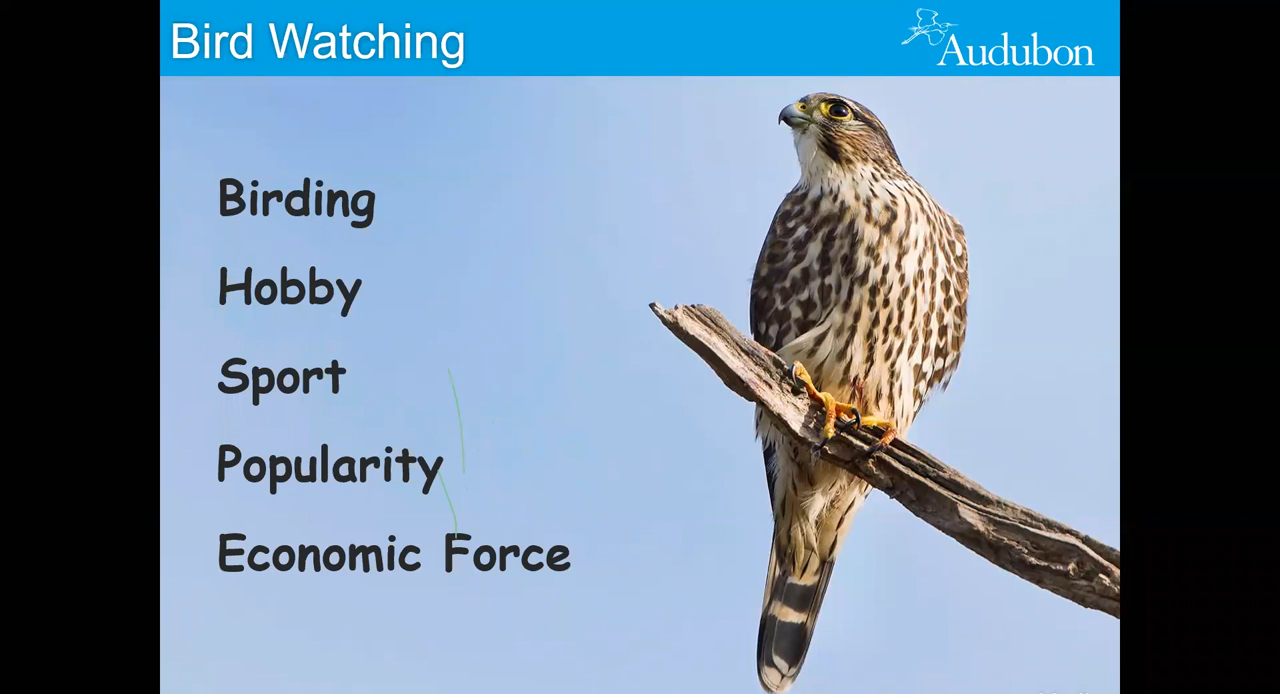 Bird Watching
Audubon
Birding
Hobby
Sport
Popularity
Economic Force